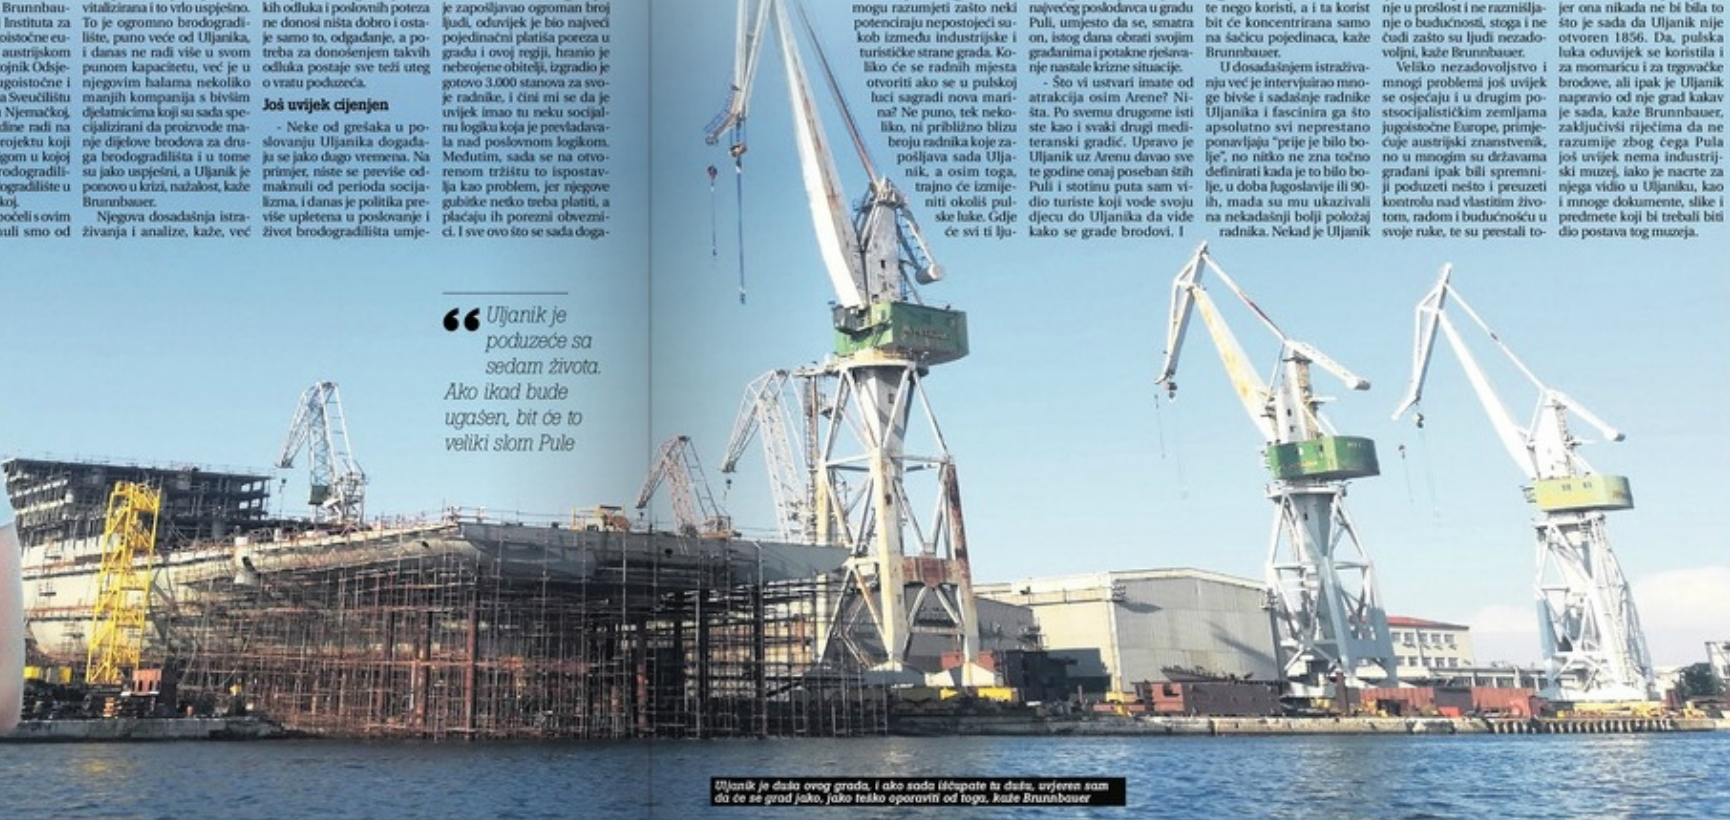 Brunnbau-
Instituta za
oistočne eu-
austrijskom
ojnik Odsje-
ugoistočne i
a Sveučilištu
Njemačkoj,
dine radi na
rojektu koji
gom u kojoj
rodogradili-
ogradilište u
koj.
počeli s ovim
nuli smo od
vitalizirana i to vrlo uspješno.
To je ogromno brodogradi-
lište, puno veće od Uljanika,
i danas ne radi više u svom
punom kapacitetu, već je u
njegovim halama nekoliko
manjih kompanija s bivšim
djelatnicima koji su sada spe-
cijalizirani da proizvode ma-
nje dijelove brodova za dru-
ga brodogradilišta i u tome
su jako uspješni, a Uljanik je
ponovo u krizi, nažalost, kaže
Brunnbauer.
Njegova dosadašnja istra-
živanja i analize, kaže, već
kih odluka i poslovnih poteza
ne donosi ništa dobro i osta-
je samo to, odgađanje, a po-
treba za donošenjem takvih
odluka postaje sve teži uteg
o vratu poduzeća.
Još uvijek cijenjen
- Neke od grešaka u po-
slovanju Uljanika događa-
ju se jako dugo vremena. Na
primjer, niste se previše od-
maknuli od perioda socija-
lizma, i danas je politika pre-
više upletena u poslovanje i
život brodogradilišta umje-
je zapošljavao ogroman broj
ljudi, oduvijek je bio najveći
pojedinačni platiša poreza u
gradu i ovoj regiji, hranio je
nebrojene obitelji, izgradio je
gotovo 3.000 stanova za svo-
je radnike, i čini mi se da je
uvijek imao tu neku socijal-
nu logiku koja je prevladava-
la nad poslovnom logikom.
Međutim, sada se na otvo-
renom tržištu to ispostav-
lja kao problem, jer njegove
gubitke netko treba platiti, a
plaćaju ih porezni obvezni-
ci. I sve ovo što se sada doga-
mogu razumjeti zašto neki
potenciraju nepostojeći su-
kob između industrijske i
turističke strane grada. Ko-
liko će se radnih mjesta
otvoriti ako se u pulskoj
luci sagradi nova mari-
na? Ne puno, tek neko-
liko, ni približno blizu
broju radnika koje za-
pošljava sada Ulja-
nik, a osim toga,
trajno će izmije-
niti okoliš pul-
ske luke. Gdje
će svi ti lju-
najvećeg poslodavca u gradu
Puli, umjesto da se, smatra
on, istog dana obrati svojim
građanima i potakne rješava-
nje nastale krizne situacije.
- Što vi ustvari imate od
atrakcija osim Arene? Ni-
šta. Po svemu drugome isti
ste kao i svaki drugi medi-
teranski gradić. Upravo je
Uljanik uz Arenu davao sve
te godine onaj poseban štih
Puli i stotinu puta sam vi-
dio turiste koji vode svoju
djecu do Uljanika da vide
kako se grade brodovi. I
te nego koristi, a i ta korist
bit će koncentrirana samo
na šačicu pojedinaca, kaže
Brunnbauer.
U dosadašnjem istraživa-
nju već je intervjuirao mno-
ge bivše i sadašnje radnike
Uljanika i fascinira ga što
apsolutno svi neprestano
ponavljaju "prije je bilo bo-
lje", no nitko ne zna točno
definirati kada je to bilo bo-
lje, u doba Jugoslavije ili 90-
ih, mada su mu ukazivali
na nekadašnji bolji položaj
radnika. Nekad je Uljanik
nje u prošlost i ne razmišlja-
nje o budućnosti, stoga i ne
čudi zašto su ljudi nezado-
voljni, kaže Brunnbauer.
Veliko nezadovoljstvo i
mnogi problemi još uvijek
se osjećaju i u drugim po-
stsocijalističkim zemljama
jugoistočne Europe, primje-
ćuje austrijski znanstvenik,
no u mnogim su državama
građani ipak bili spremni-
ji poduzeti nešto i preuzeti
kontrolu nad vlastitim živo-
tom, radom i budućnošću u
svoje ruke, te su prestali to-
jer ona nikada ne bi bila to
što je sada da Uljanik nije
otvoren 1856. Da, pulska
luka oduvijek se koristila i
za mornaricu i za trgovačke
brodove, ali ipak je Uljanik
napravio od nje grad kakav
je sada, kaže Brunnbauer,
zaključivši riječima da ne
razumije zbog čega Pula
još uvijek nema industrij-
ski muzej, iako je nacrte za
njega vidio u Uljaniku, kao
i mnoge dokumente, slike i
predmete koji bi trebali biti
dio postava tog muzeja.
“ Uljanik je
poduzeće sa
sedam života.
Ako ikad bude
ugašen, bit će to
veliki slom Pule
Uljanik je duša ovog grada, i ako sada iščupate tu dušu, uvjeren sam
da će se grad jako, jako teško oporaviti od toga, kaže Brunnbauer